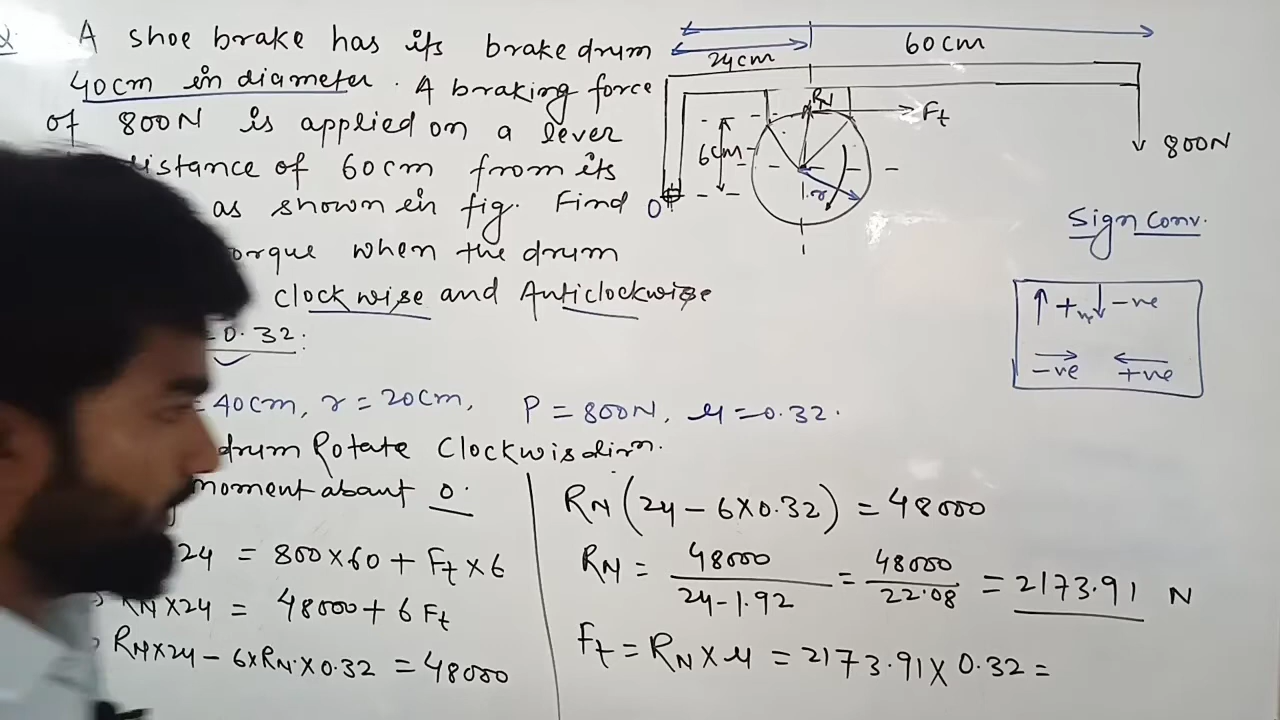 A shoe brake has its brake drum
40cm in diameter. A braking force
of 800N is applied on a lever
distance of 60cm from its
as shown in fig. Find
orque when the drum
clockwise and Anticlockwize
=0.32:
=40cm, r=20cm, P=800N, μ=0.32.
drum Rotate Clockwis dirn.
moment about O:
24 = 800×60 + Ft×6
RN×24 = 48000+6Ft
RN×24 - 6×RN×0.32 = 48000
60cm
24cm
RN
Ft
6cm
800N
O
Sign Conv.
↑ +ve ↓ -ve
→ -ve ← +ve
RN(24-6×0.32) = 48000
RN = 48000/24-1.92 = 48000/22.08 = 2173.91 N
Ft = RN×μ = 2173.91×0.32 =